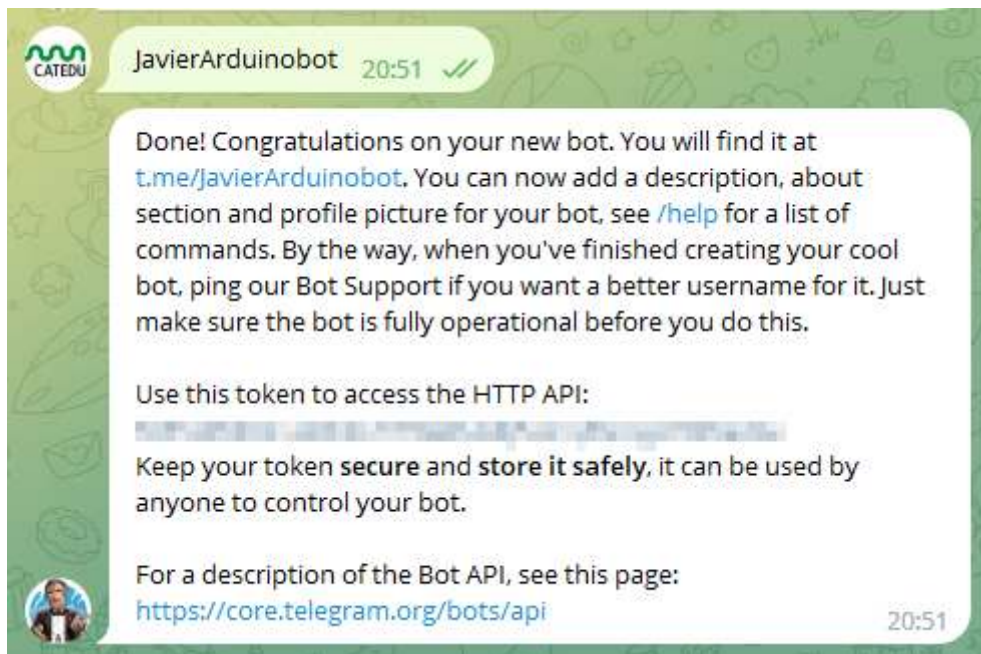 CATEDU
JavierArduinobot 20:51
Done! Congratulations on your new bot. You will find it at
t.me/JavierArduinobot. You can now add a description, about
section and profile picture for your bot, see /help for a list of
commands. By the way, when you've finished creating your cool
bot, ping our Bot Support if you want a better username for it. Just
make sure the bot is fully operational before you do this.
Use this token to access the HTTP API:
Keep your token secure and store it safely, it can be used by
anyone to control your bot.
For a description of the Bot API, see this page:
https://core.telegram.org/bots/api
20:51